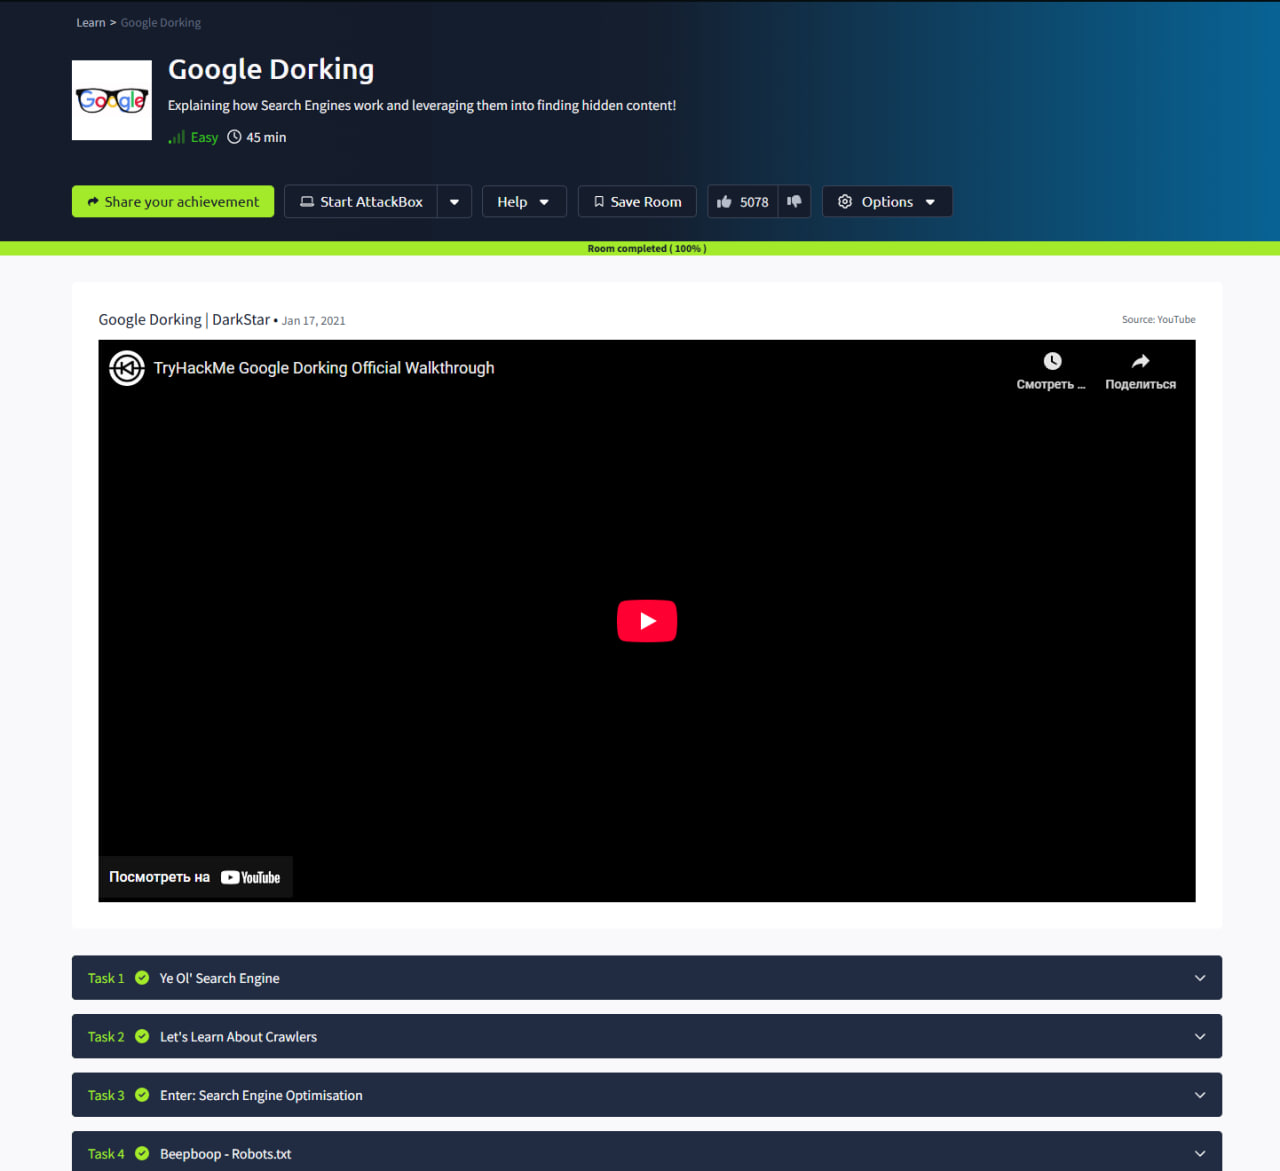 Learn > Google Dorking
Google
Google Dorking
Explaining how Search Engines work and leveraging them into finding hidden content!
Easy 45 min
Share your achievement Start AttackBox Help Save Room 5078 Options
Room completed ( 100% )
Google Dorking | DarkStar • Jan 17, 2021 Source: YouTube
TryHackMe Google Dorking Official Walkthrough
Смотреть ... Поделиться
Посмотреть на YouTube
Task 1 Ye Ol' Search Engine
Task 2 Let's Learn About Crawlers
Task 3 Enter: Search Engine Optimisation
Task 4 Beepboop - Robots.txt